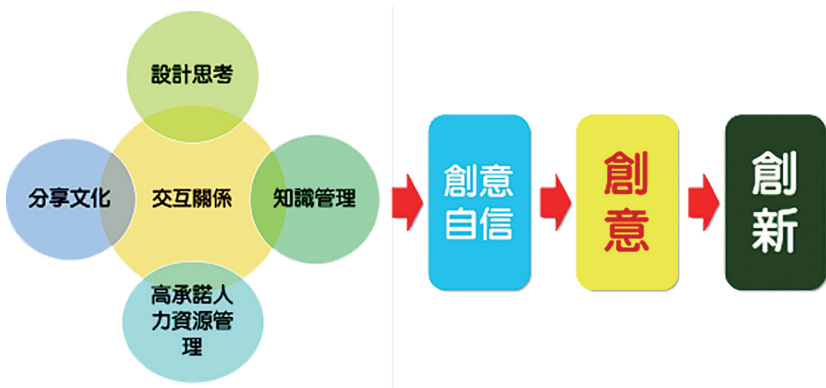 設計思考
分享文化
交互關係
知識管理
高承諾人
力資源管
理
創意
自信
創
意
創
新